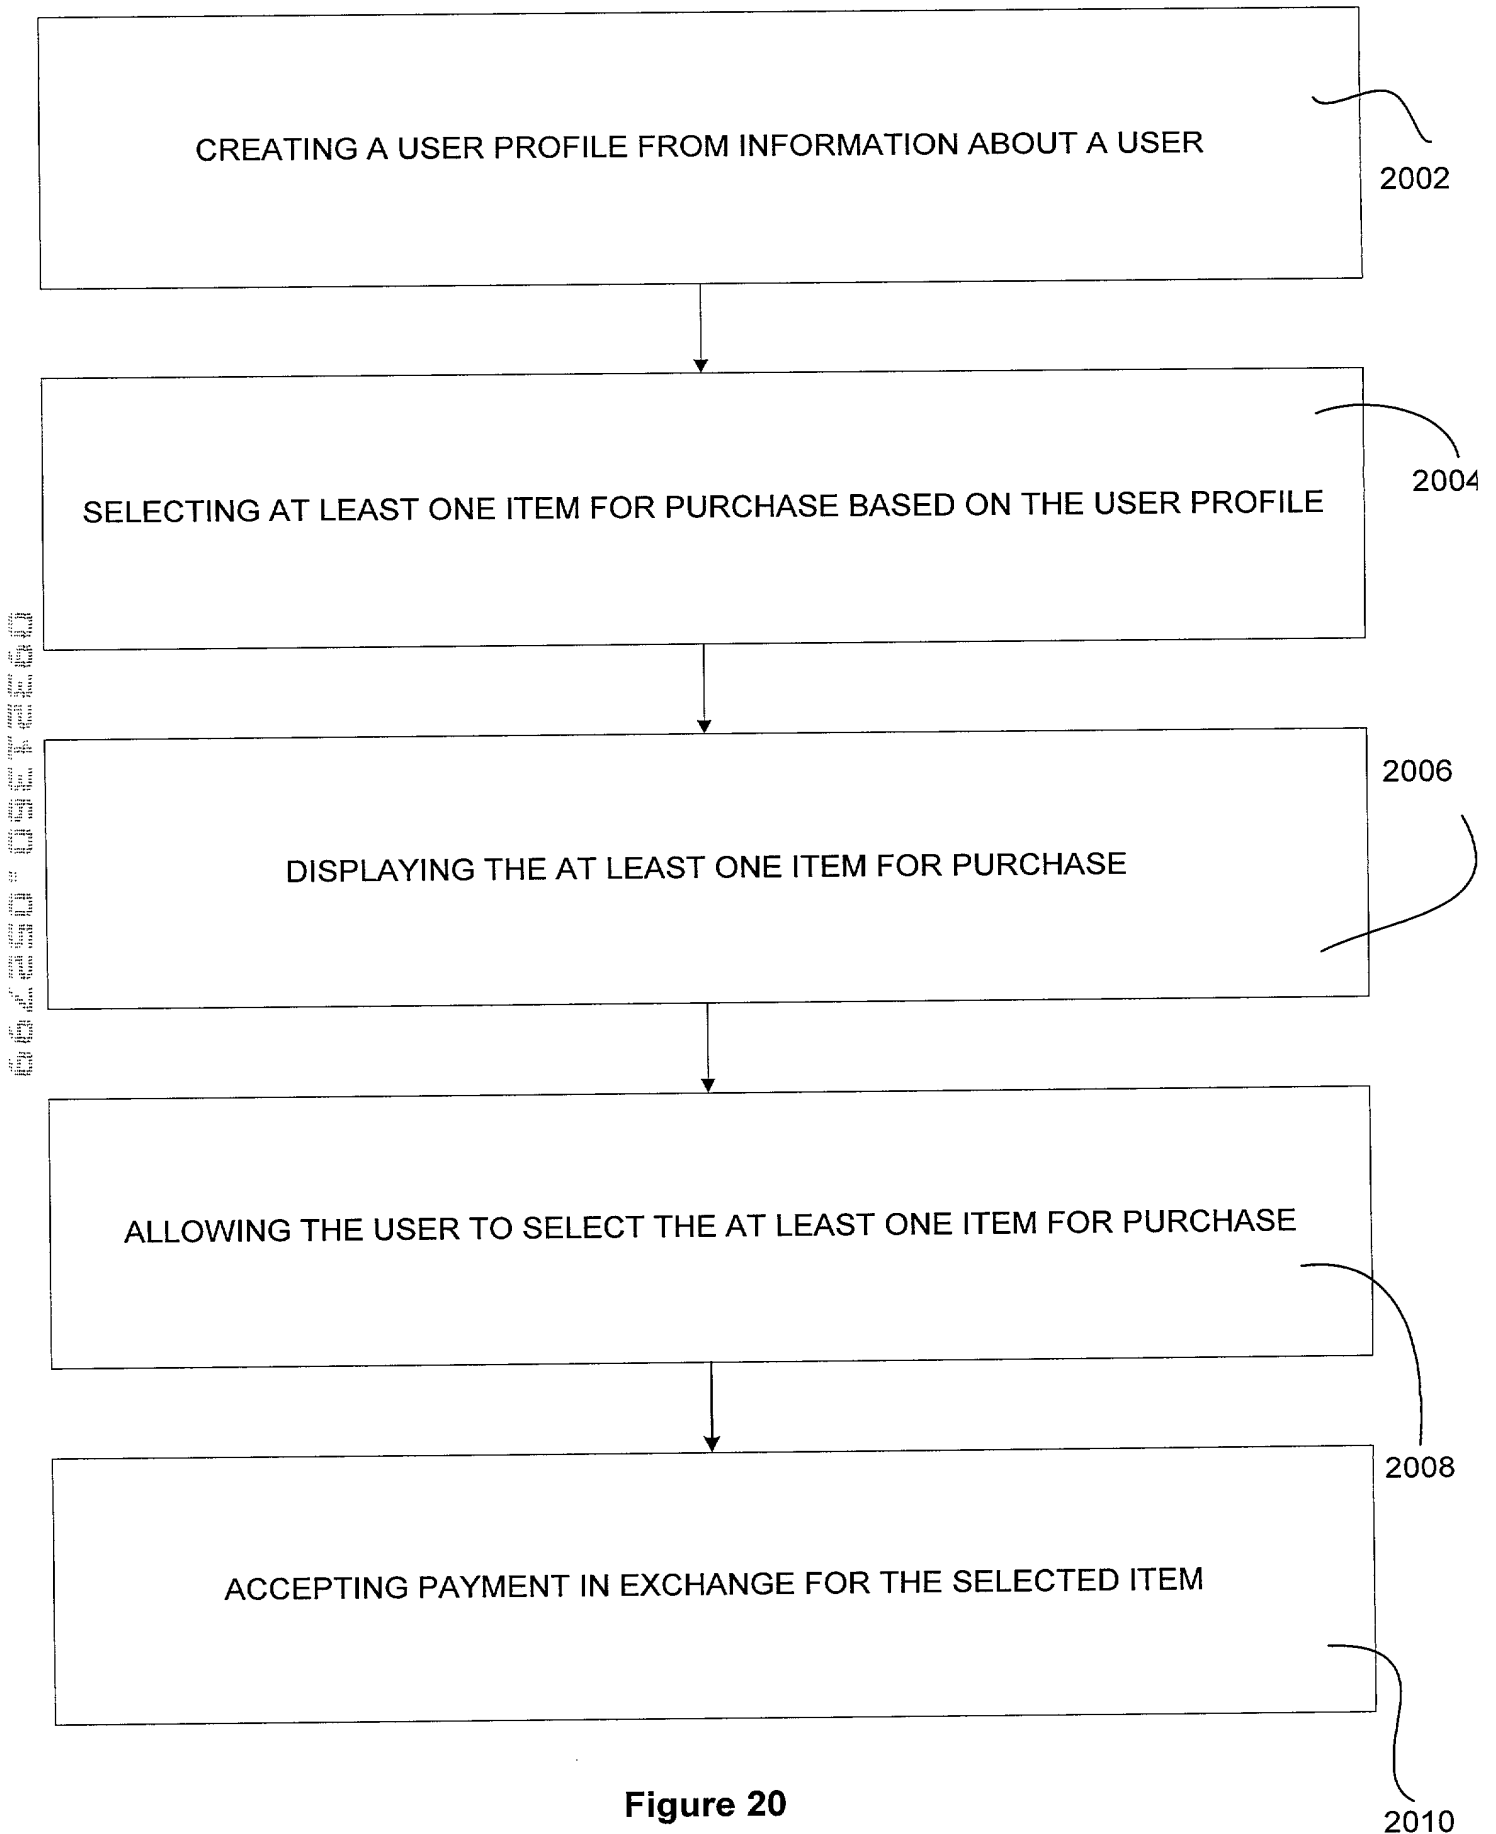 CREATING A USER PROFILE FROM INFORMATION ABOUT A USER
2002
SELECTING AT LEAST ONE ITEM FOR PURCHASE BASED ON THE USER PROFILE
2004
2006
DISPLAYING THE AT LEAST ONE ITEM FOR PURCHASE
ALLOWING THE USER TO SELECT THE AT LEAST ONE ITEM FOR PURCHASE
2008
ACCEPTING PAYMENT IN EXCHANGE FOR THE SELECTED ITEM
Figure 20
2010